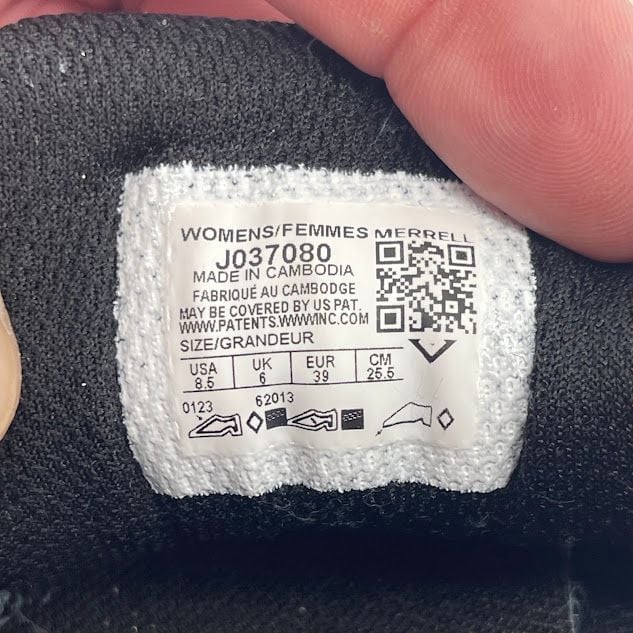 WOMENS/FEMMES MERRELL
J037080
MADE IN CAMBODIA
FABRIQUÉ AU CAMBODGE
MAY BE COVERED BY US PAT.
WWW.PATENTS.WWWINC.COM
SIZE/GRANDEUR
USA UK EUR CM
8.5 6 39 25.5
0123 62013